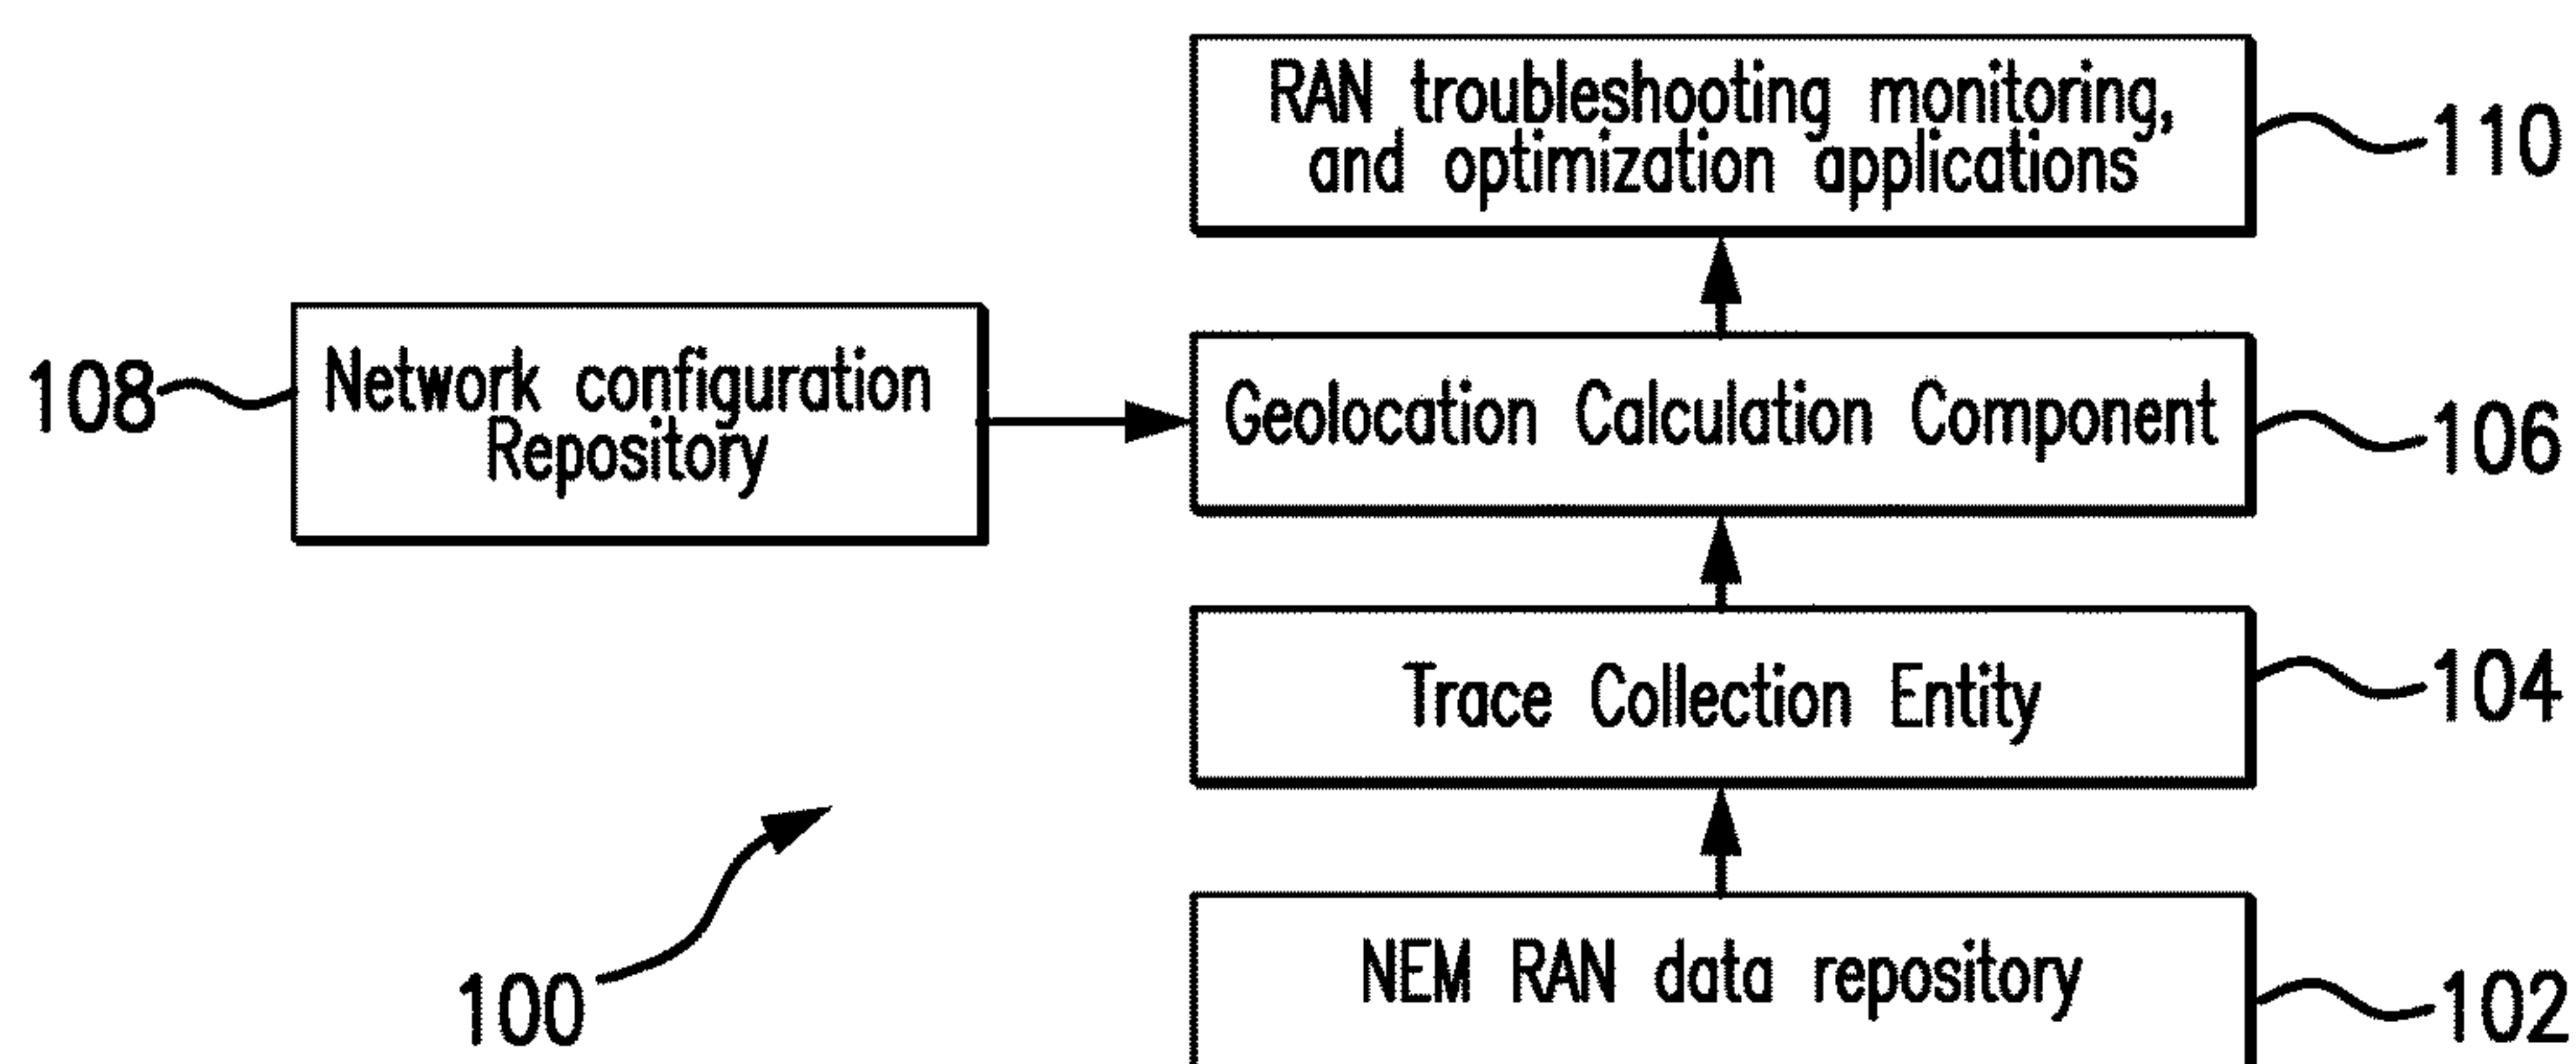 RAN troubleshooting monitoring,
and optimization applications
110
108
Network configuration
Repository
Geolocation Calculation Component
106
Trace Collection Entity
104
100
NEM RAN data repository
102